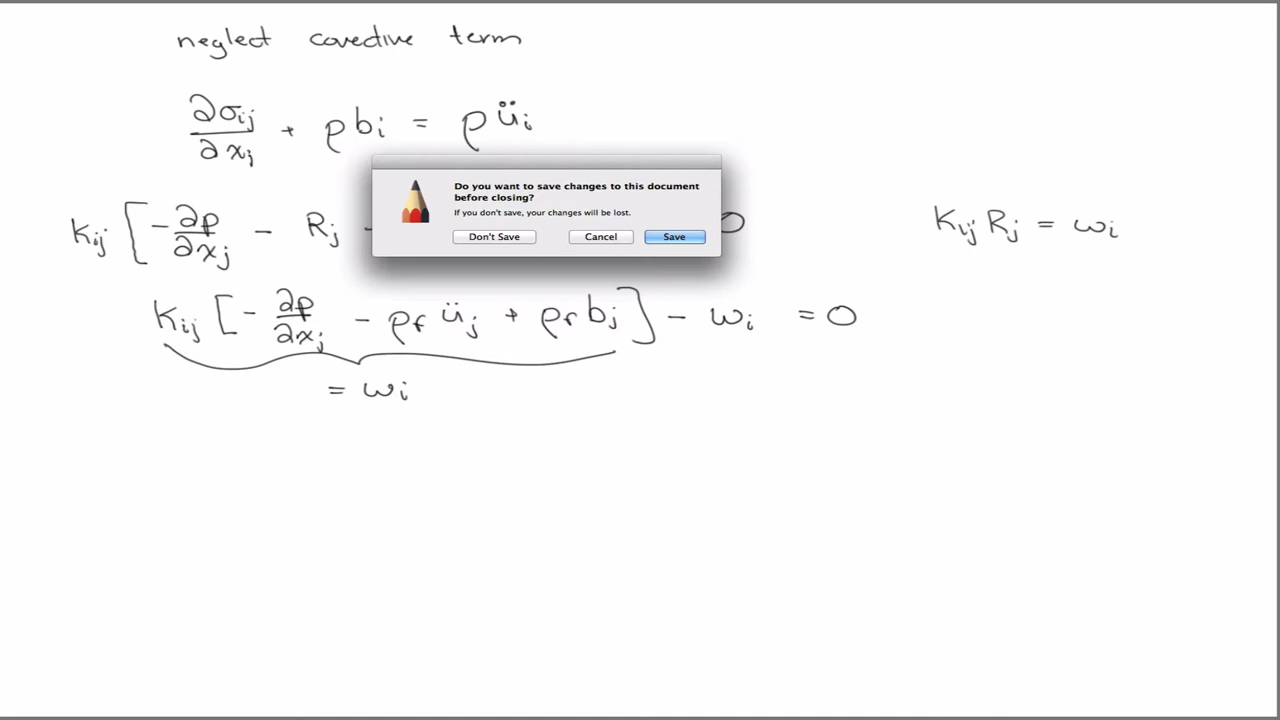 neglect covective term
∂σij/∂xj + ρbi = ρüi
Do you want to save changes to this document
before closing?
If you don't save, your changes will be lost.
Don't Save Cancel Save
kij [-∂p/∂xj - Rj - 0
KijRj = wi
kij [- ∂p/∂xj - ρf üj + ρf bj] - wi = 0
= wi